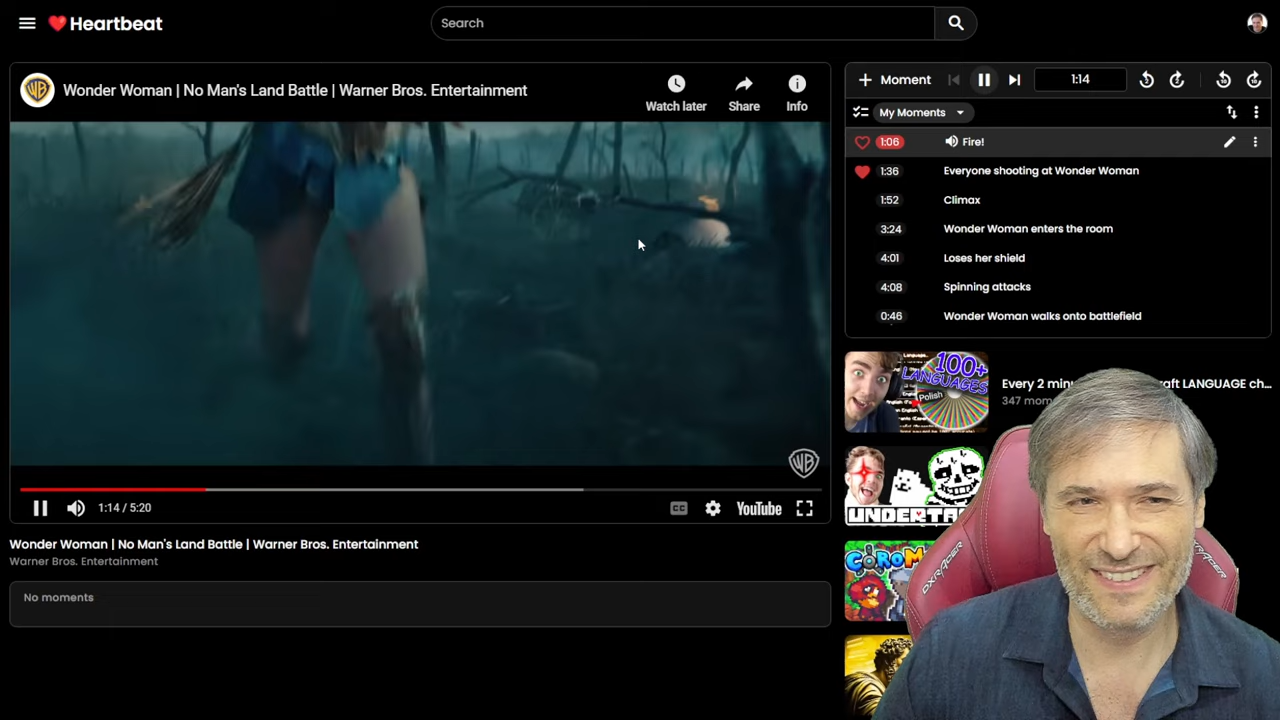 Heartbeat
Search
Wonder Woman | No Man's Land Battle | Warner Bros. Entertainment
Watch later
Share
Info
1:14 / 5:20
YouTube
Wonder Woman | No Man's Land Battle | Warner Bros. Entertainment
Warner Bros. Entertainment
No moments
+ Moment
1:14
My Moments
1:06 Fire!
1:36 Everyone shooting at Wonder Woman
1:52 Climax
3:24 Wonder Woman enters the room
4:01 Loses her shield
4:08 Spinning attacks
0:46 Wonder Woman walks onto battlefield
100+
LANGUAGES
Polish
Every 2 LANGUAGE ch...
347
DXRACER
DXRACER